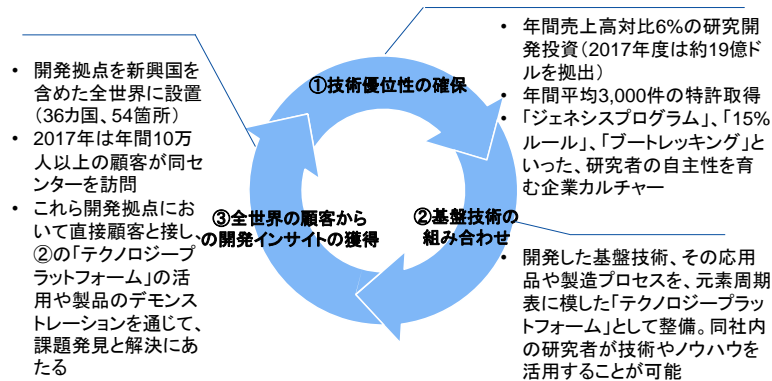 ①技術優位性の確保
• 年間売上高対比6%の研究開
発投資（2017年度は約19億ド
ルを拠出）
• 年間平均3,000件の特許取得
• 「ジェネシスプログラム」、「15%
ルール」、「ブートレッキング」と
いった、研究者の自主性を育
む企業カルチャー
②基盤技術の
組み合わせ
• 開発した基盤技術、その応用
品や製造プロセスを、元素周期
表に模した「テクノロジープラッ
トフォーム」として整備。同社内
の研究者が技術やノウハウを
活用することが可能
③全世界の顧客から
の開発インサイトの獲得
• 開発拠点を新興国を
含めた全世界に設置
（36カ国、54箇所）
• 2017年は年間10万
人以上の顧客が同セ
ンターを訪問
• これら開発拠点にお
いて直接顧客と接し、
②の「テクノロジープ
ラットフォーム」の活
用や製品のデモンス
トレーションを通じて、
課題発見と解決にあ
たる